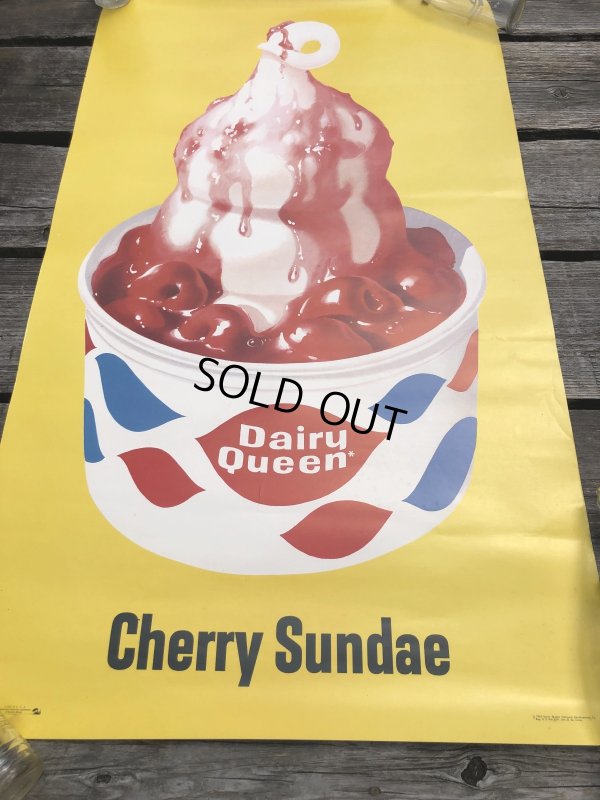 SOLD OUT
Dairy
Queen*
Cherry Sundae